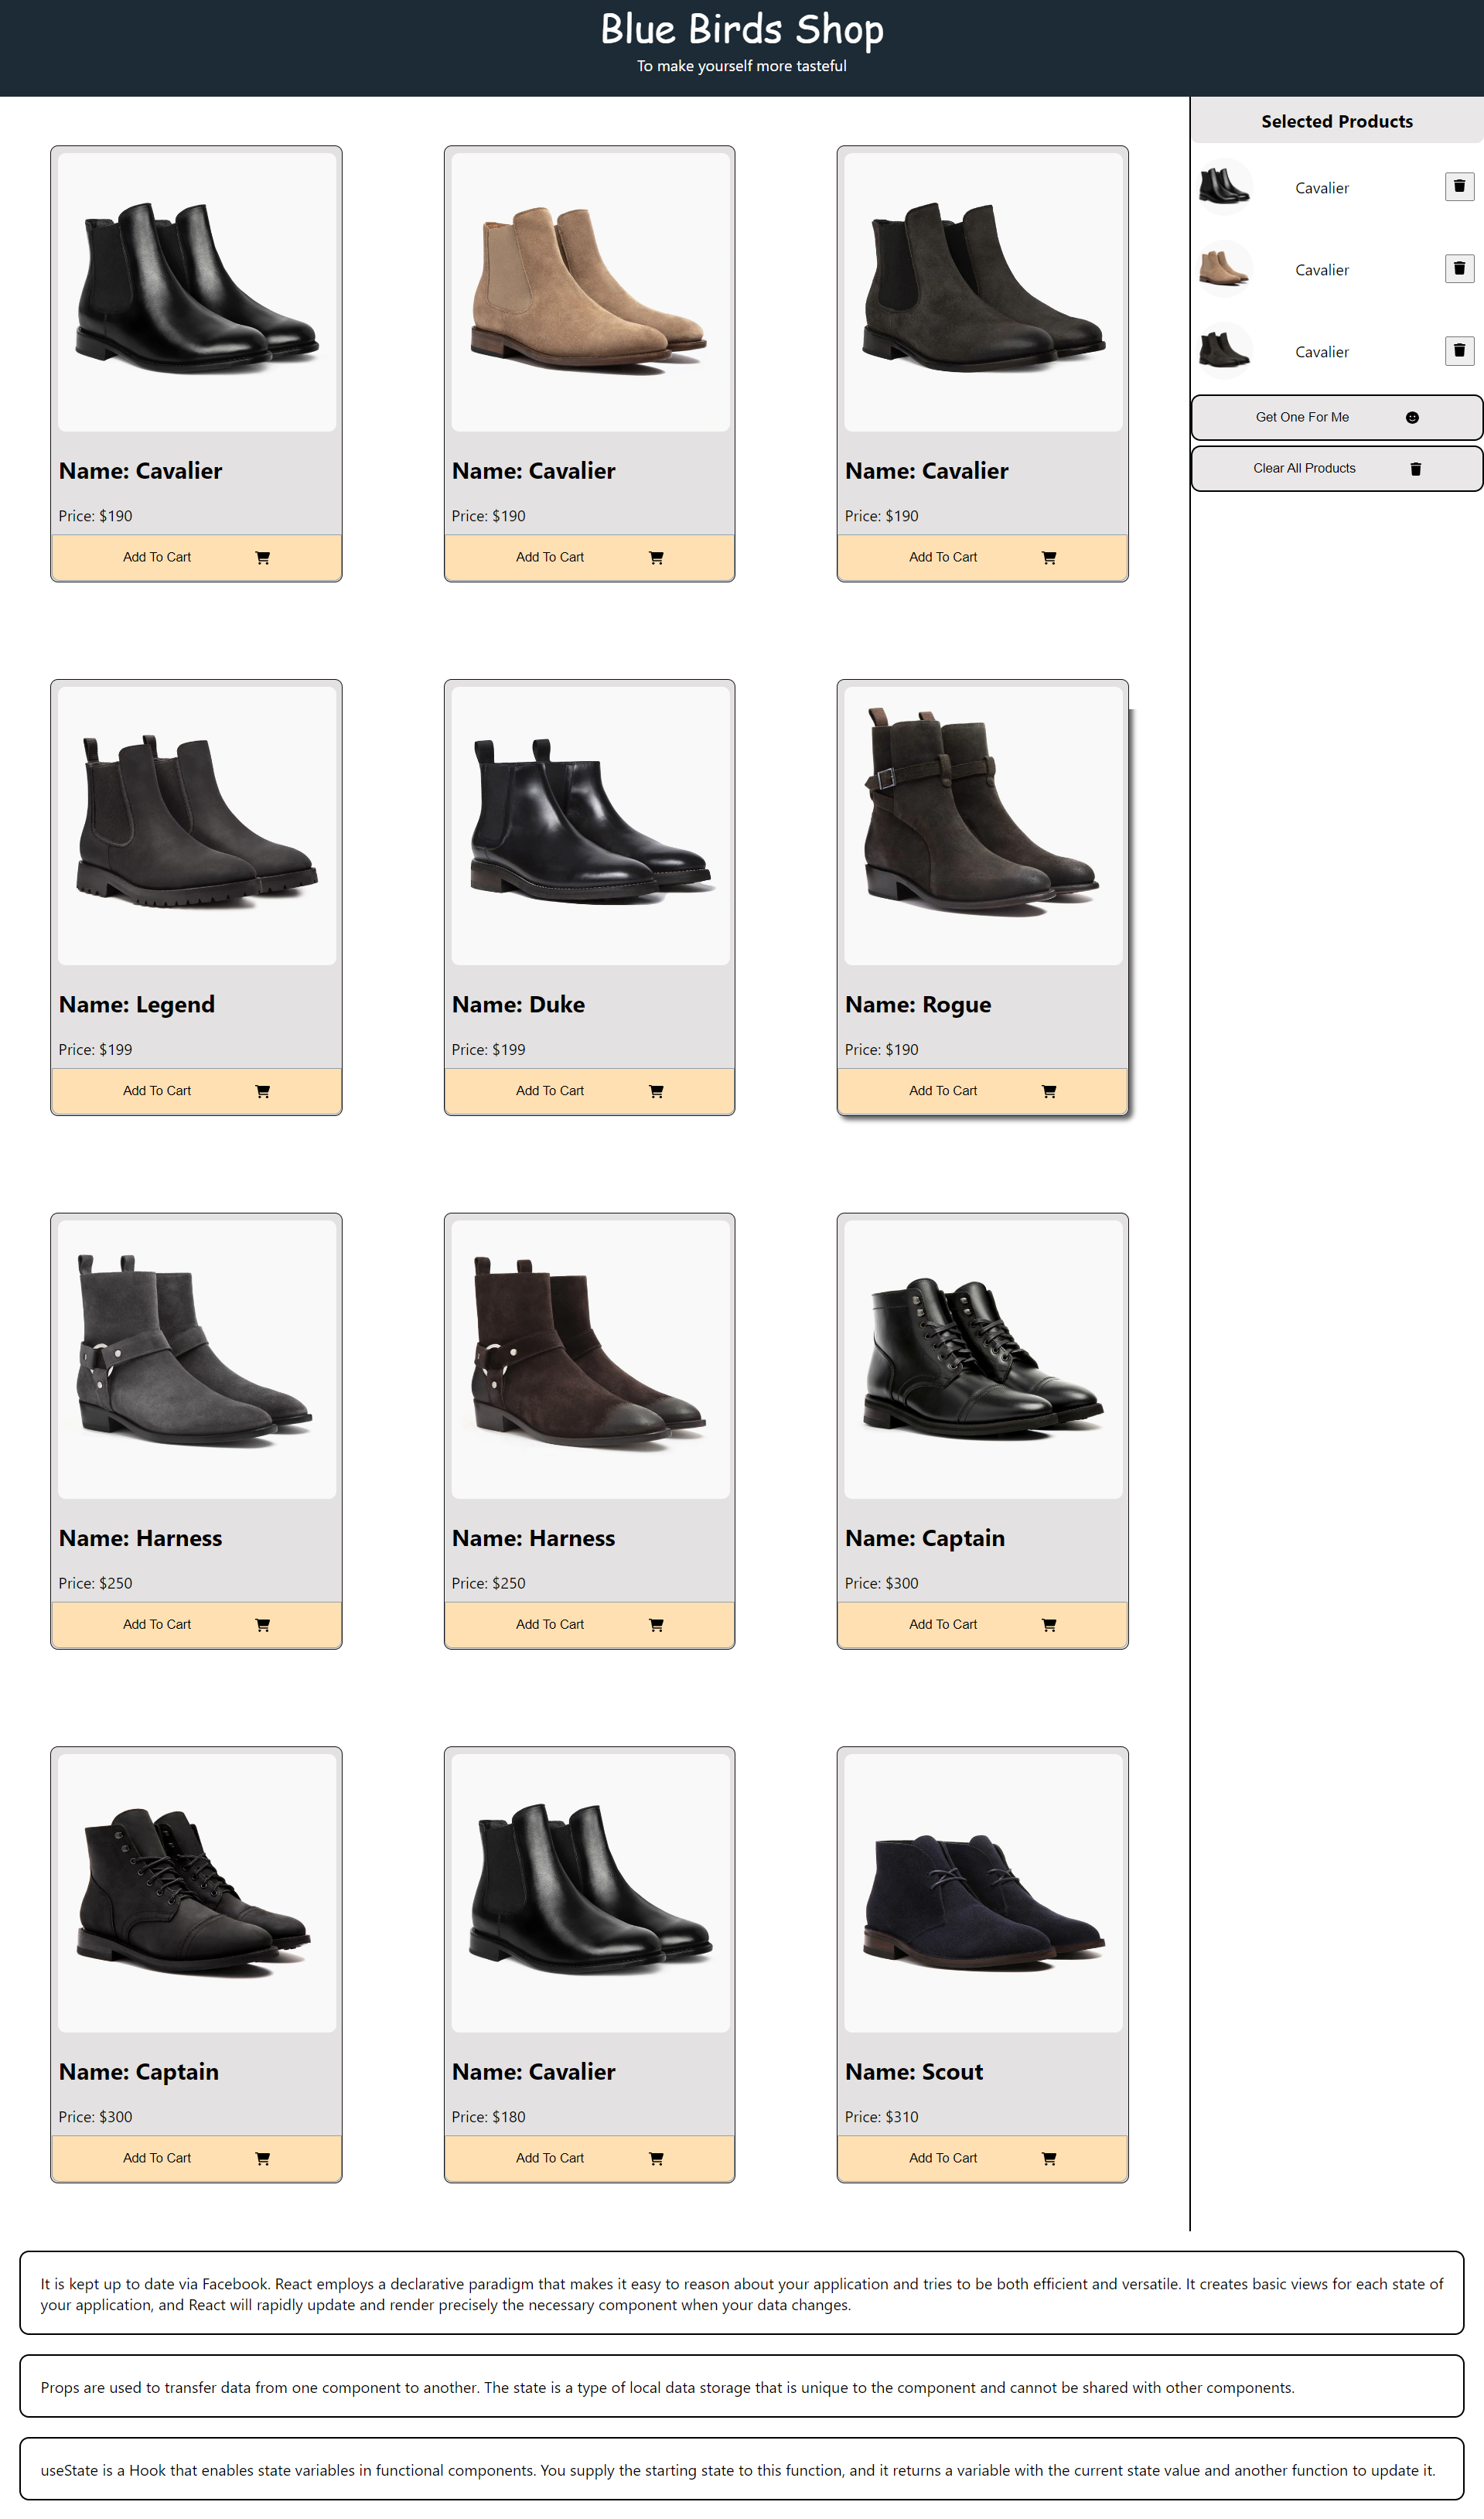 Blue Birds Shop
To make yourself more tasteful
Name: Cavalier
Price: $190
Add To Cart
Name: Cavalier
Price: $190
Add To Cart
Name: Cavalier
Price: $190
Add To Cart
Name: Legend
Price: $199
Add To Cart
Name: Duke
Price: $199
Add To Cart
Name: Rogue
Price: $190
Add To Cart
Name: Harness
Price: $250
Add To Cart
Name: Harness
Price: $250
Add To Cart
Name: Captain
Price: $300
Add To Cart
Name: Captain
Price: $300
Add To Cart
Name: Cavalier
Price: $180
Add To Cart
Name: Scout
Price: $310
Add To Cart
Selected Products
Cavalier
Cavalier
Cavalier
Get One For Me
Clear All Products
It is kept up to date via Facebook. React employs a declarative paradigm that makes it easy to reason about your application and tries to be both efficient and versatile. It creates basic views for each state of
your application, and React will rapidly update and render precisely the necessary component when your data changes.
Props are used to transfer data from one component to another. The state is a type of local data storage that is unique to the component and cannot be shared with other components.
useState is a Hook that enables state variables in functional components. You supply the starting state to this function, and it returns a variable with the current state value and another function to update it.